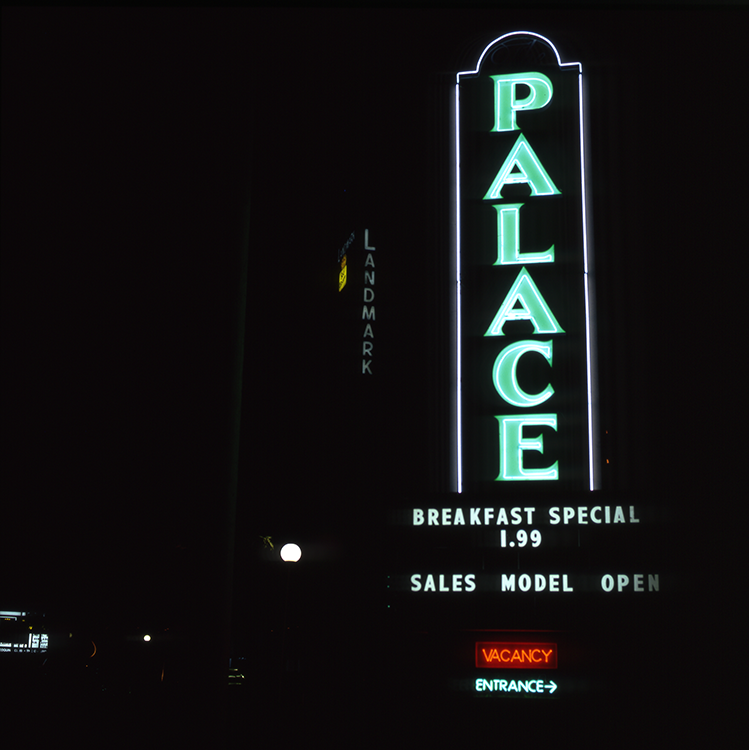 PALACE
LANDMARK
BREAKFAST SPECIAL
1.99
SALES MODEL OPEN
VACANCY
ENTRANCE→